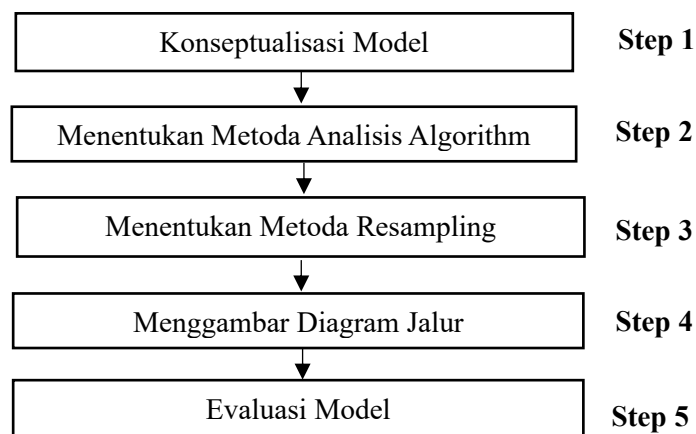 Konseptualisasi Model Step 1
Menentukan Metoda Analisis Algorithm Step 2
Menentukan Metoda Resampling Step 3
Menggambar Diagram Jalur Step 4
Evaluasi Model Step 5